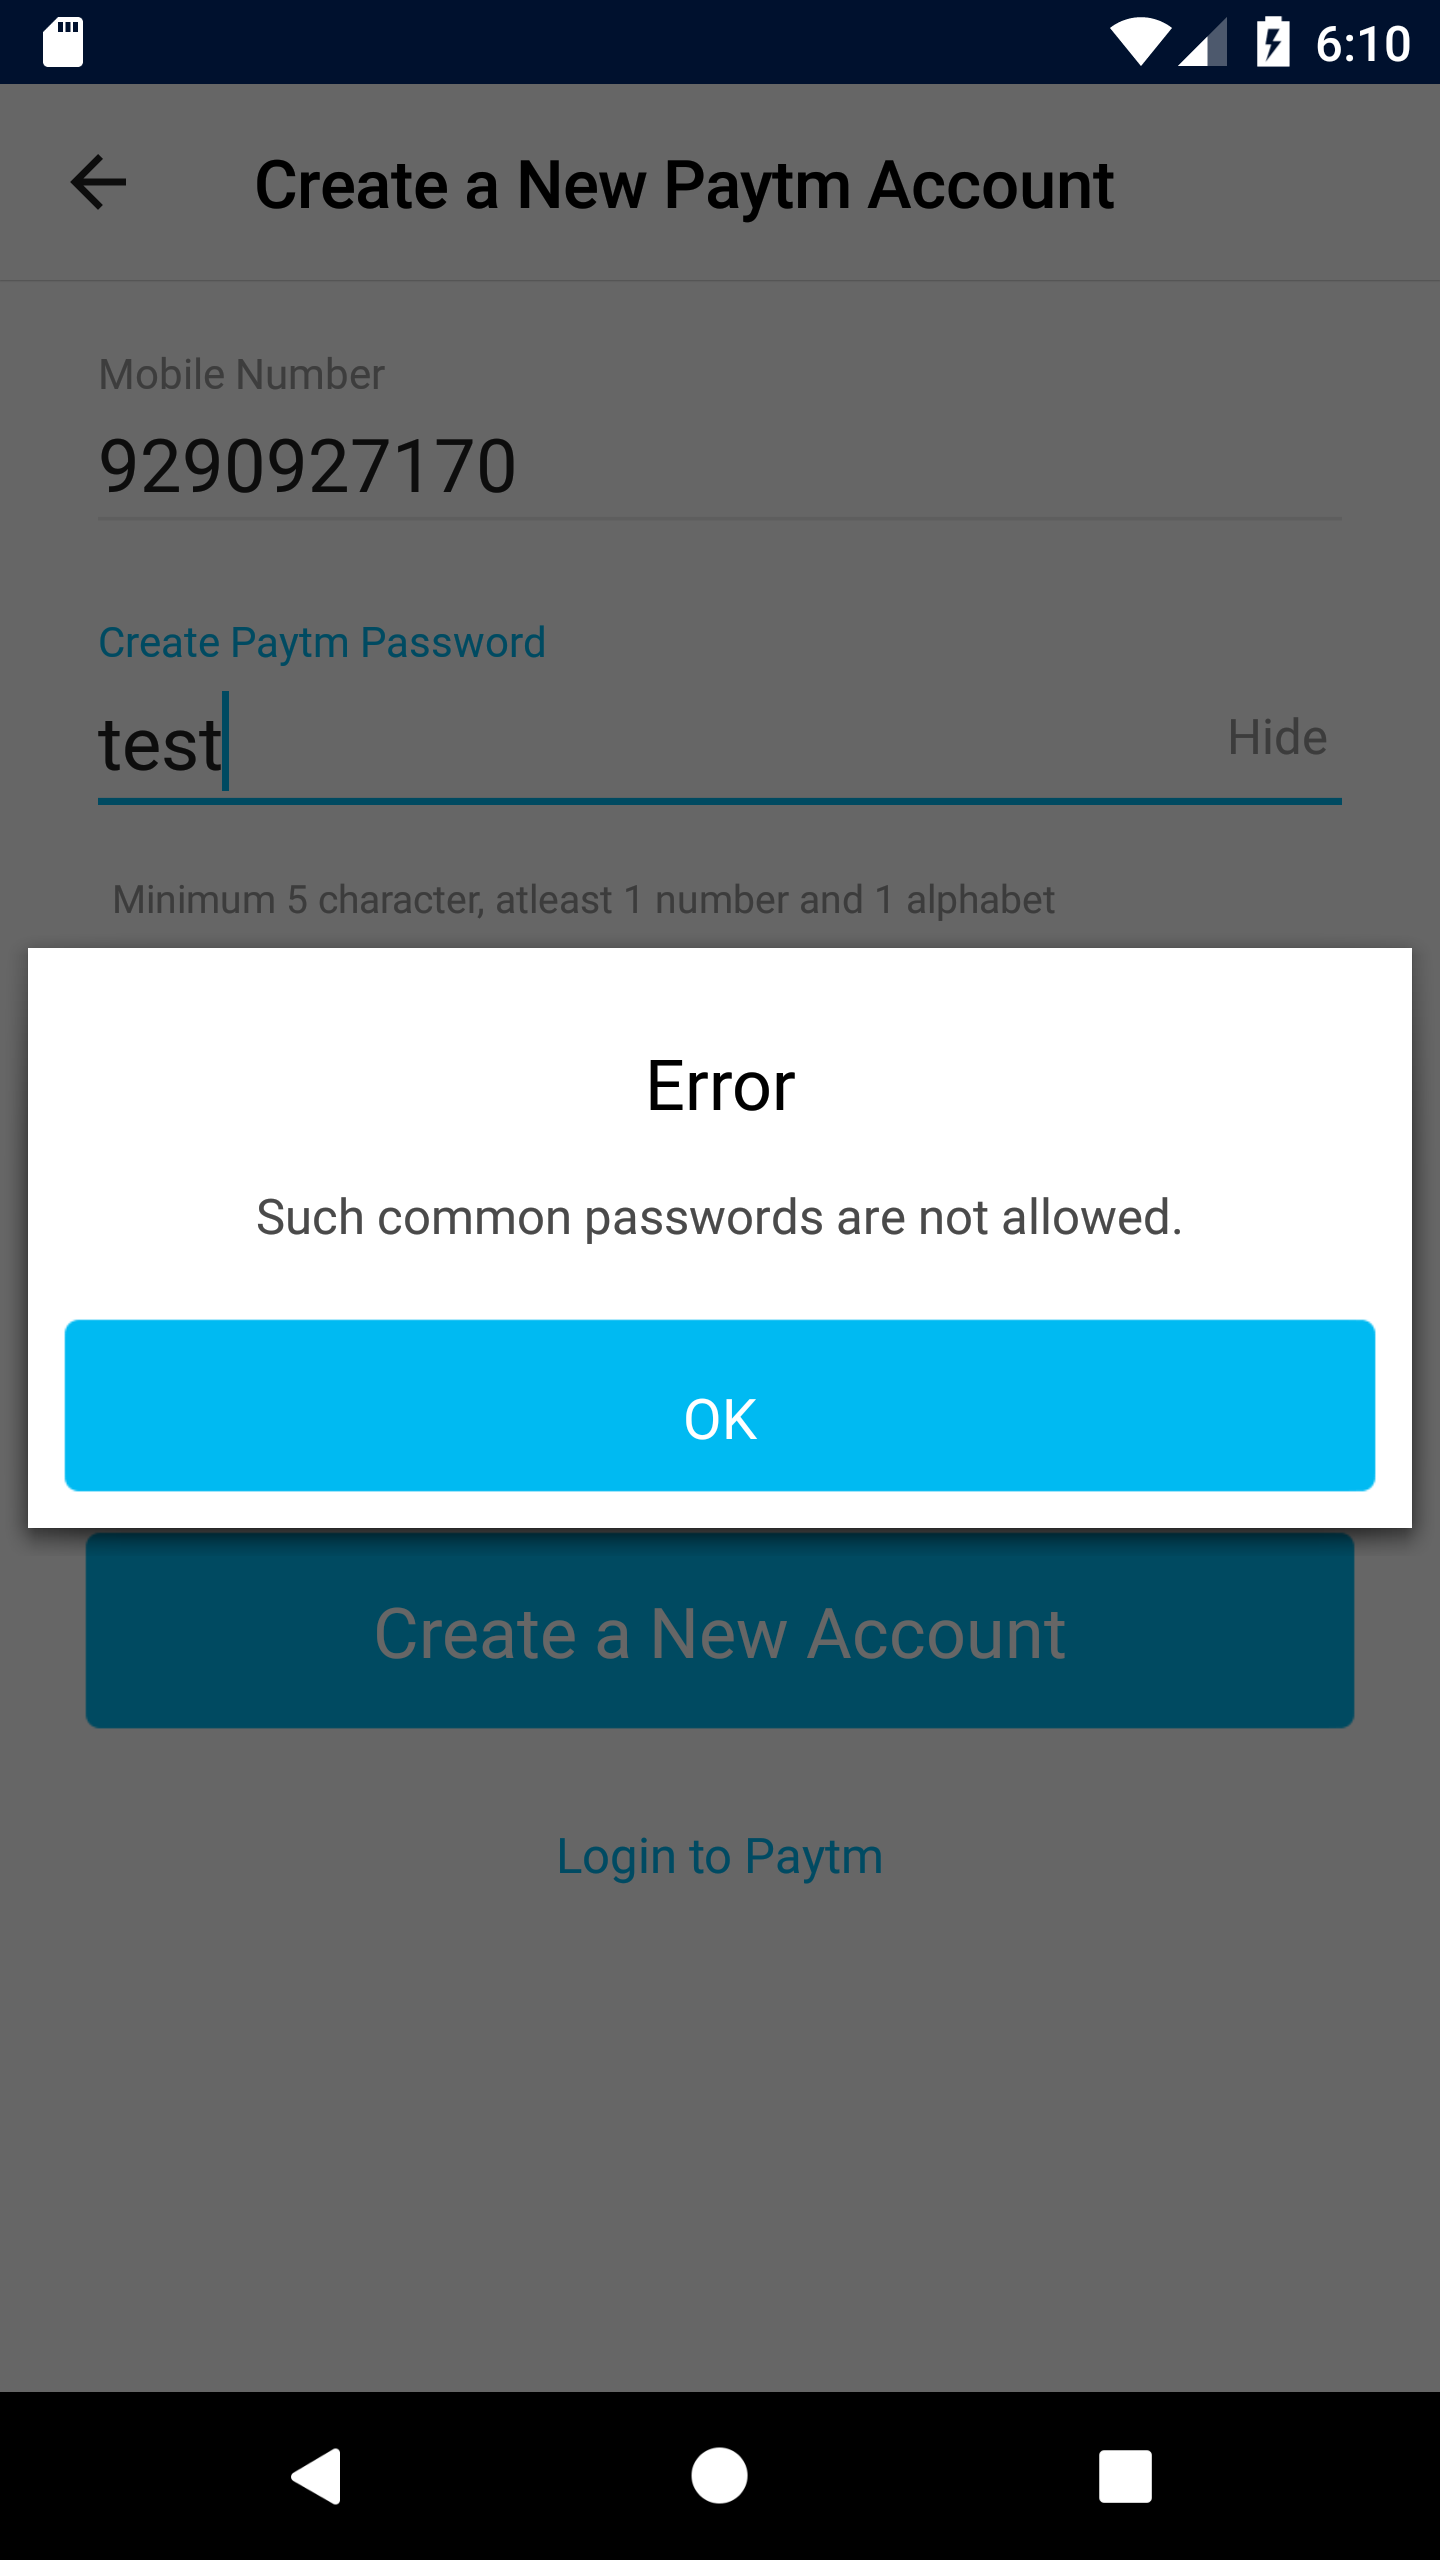 6:10
Create a New Paytm Account
Mobile Number
9290927170
Create Paytm Password
test
Hide
Minimum 5 character, atleast 1 number and 1 alphabet
Error
Such common passwords are not allowed.
OK
Create a New Account
Login to Paytm